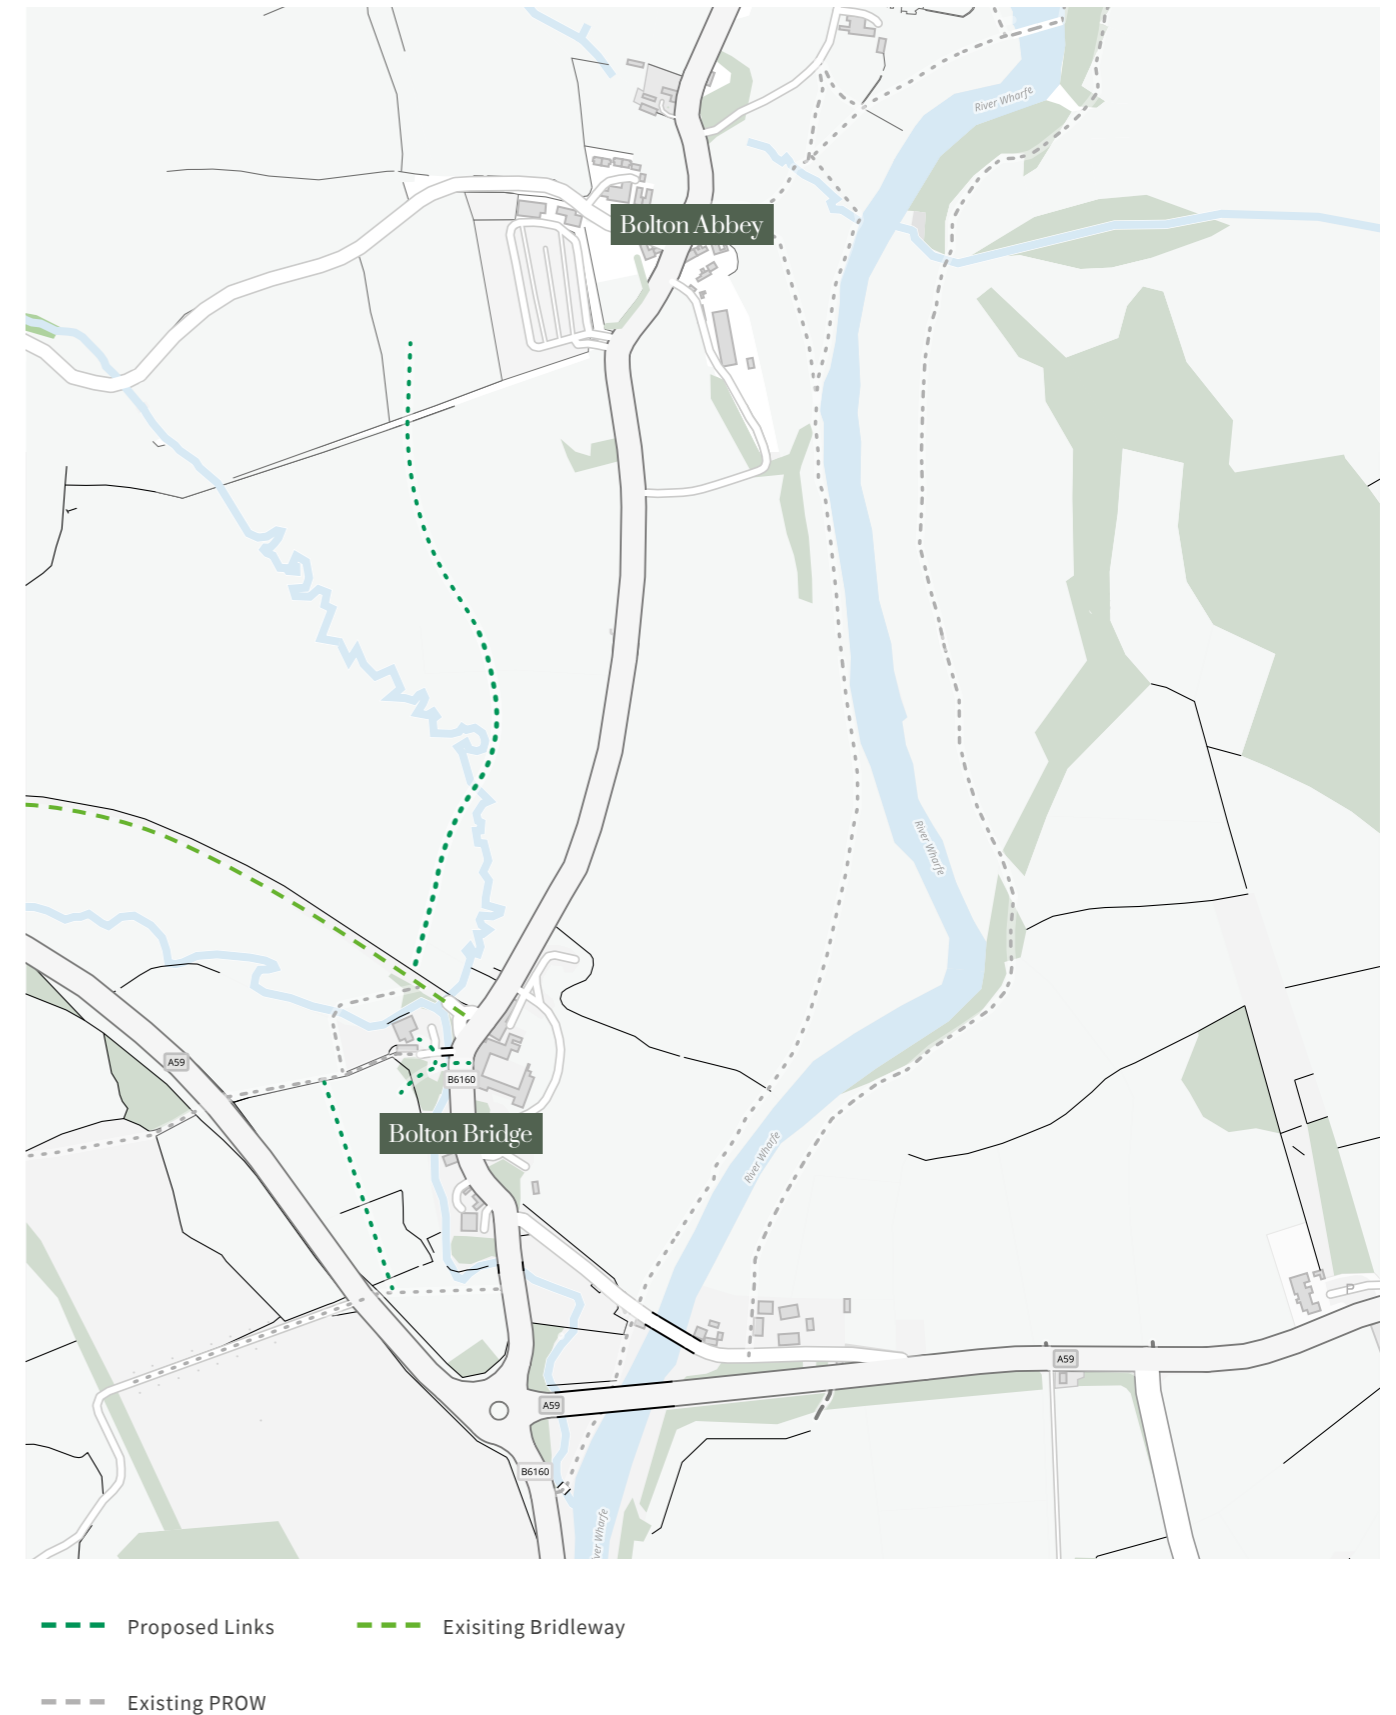 River Wharfe
Bolton Abbey
River Wharfe
A59
B6160
Bolton Bridge
River Wharfe
P
A59
A59
B6160
ver Wharfe
Proposed Links
Exisiting Bridleway
Existing PROW